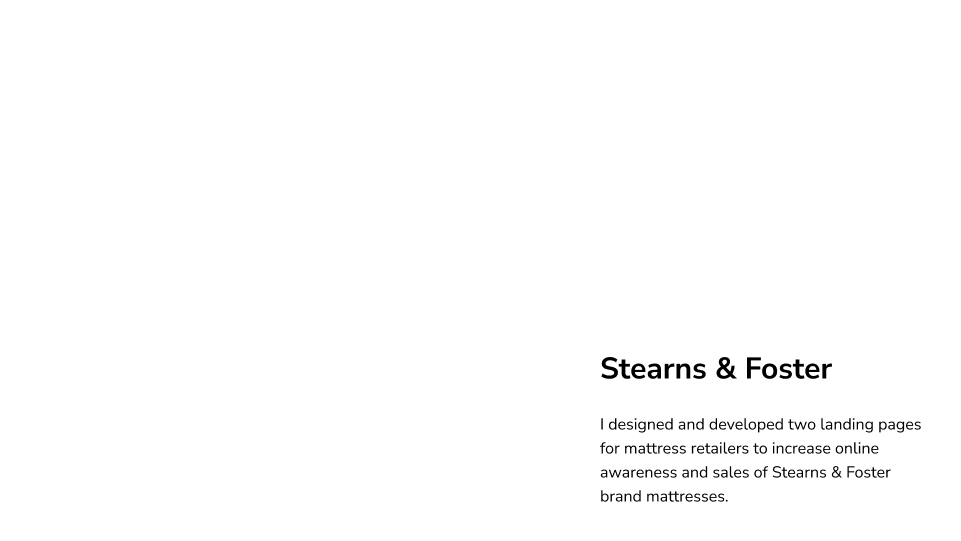 Stearns & Foster
I designed and developed two landing pages
for mattress retailers to increase online
awareness and sales of Stearns & Foster
brand mattresses.